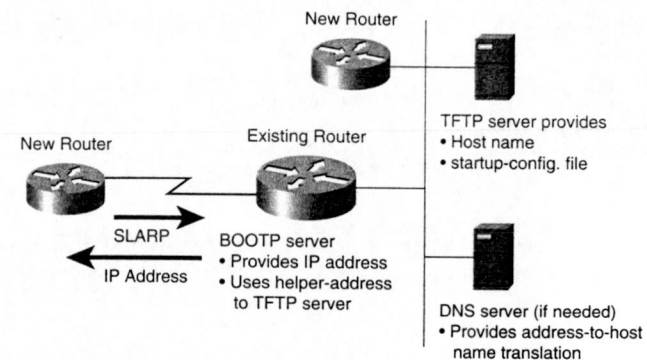 New Router
TFTP server provides
• Host name
• startup-config. file
New Router
Existing Router
SLARP
IP Address
BOOTP server
• Provides IP address
• Uses helper-address
to TFTP server
DNS server (if needed)
• Provides address-to-host
name translation